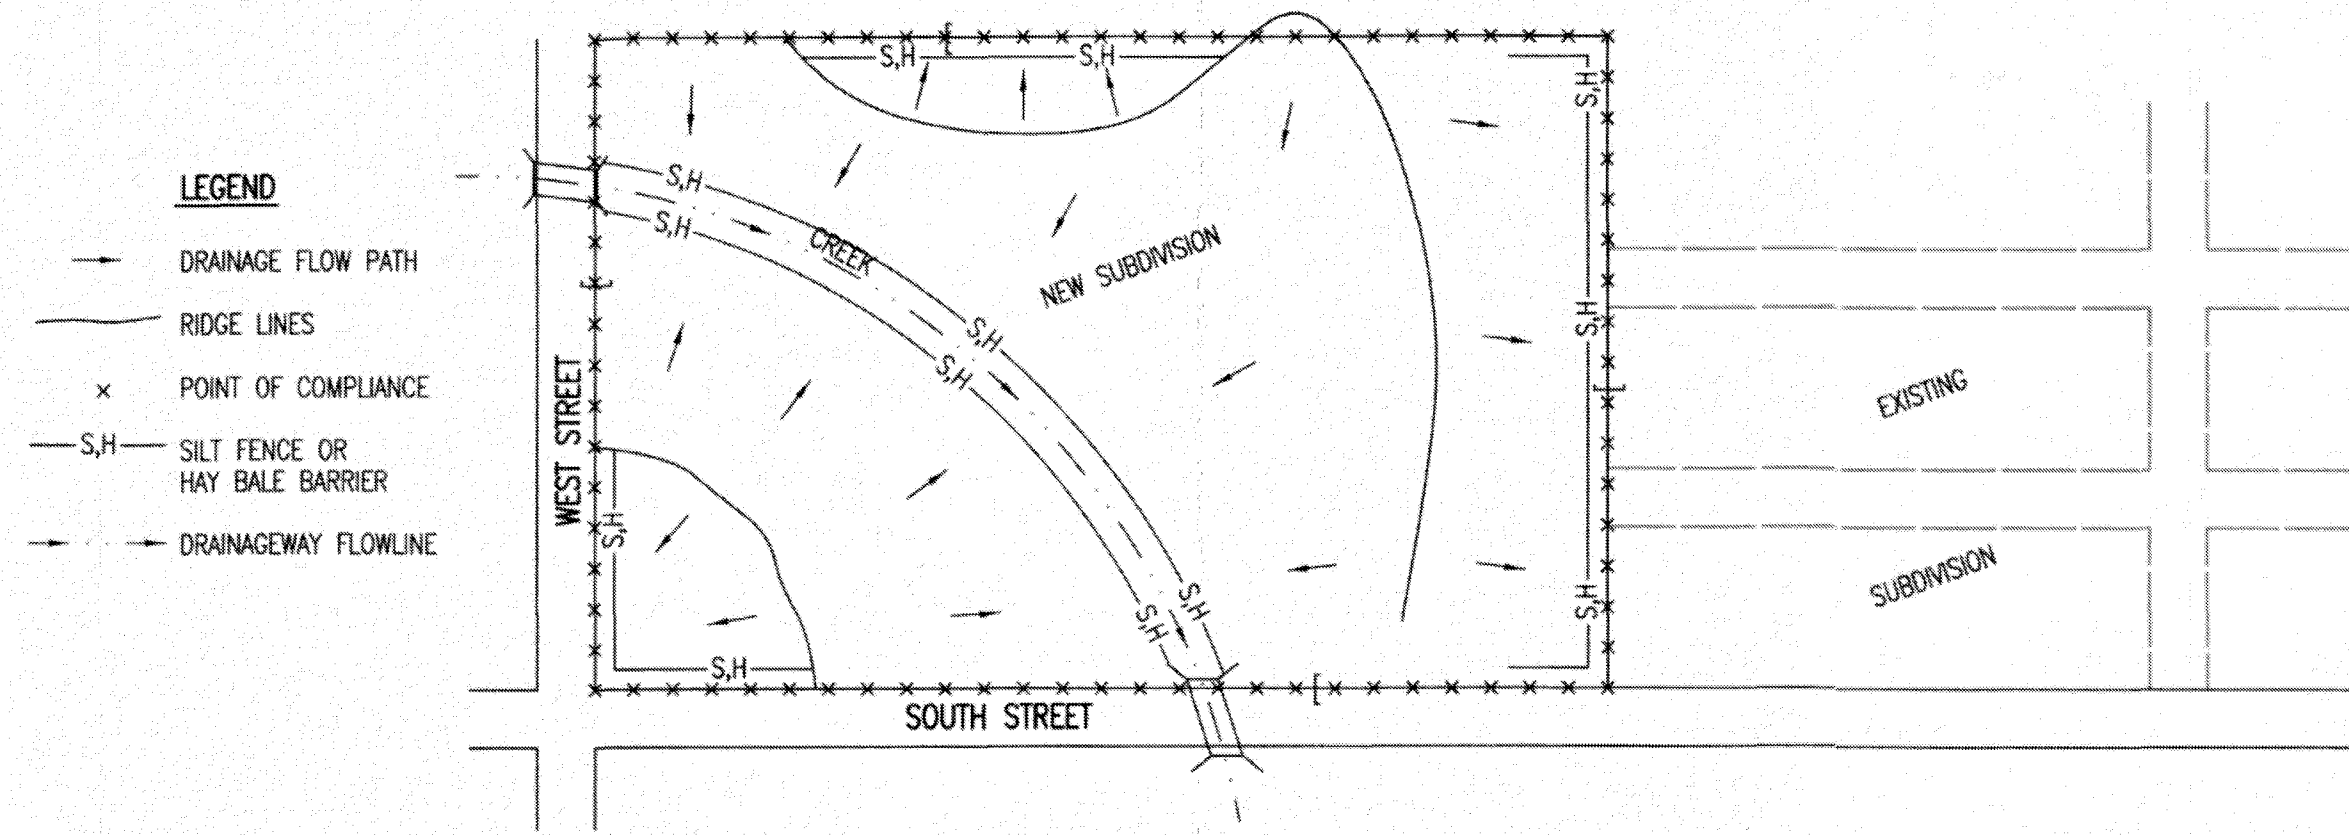 LEGEND
DRAINAGE FLOW PATH
RIDGE LINES
POINT OF COMPLIANCE
S,H
SILT FENCE OR
HAY BALE BARRIER
DRAINAGEWAY FLOWLINE
S,H
S,H
S,H
S,H
S,H
CREEK
NEW SUBDIVISION
S,H
S,H
S,H
WEST STREET
EXISTING
S,H
S,H
S,H
S,H
SUBDIVISION
S,H
SOUTH STREET